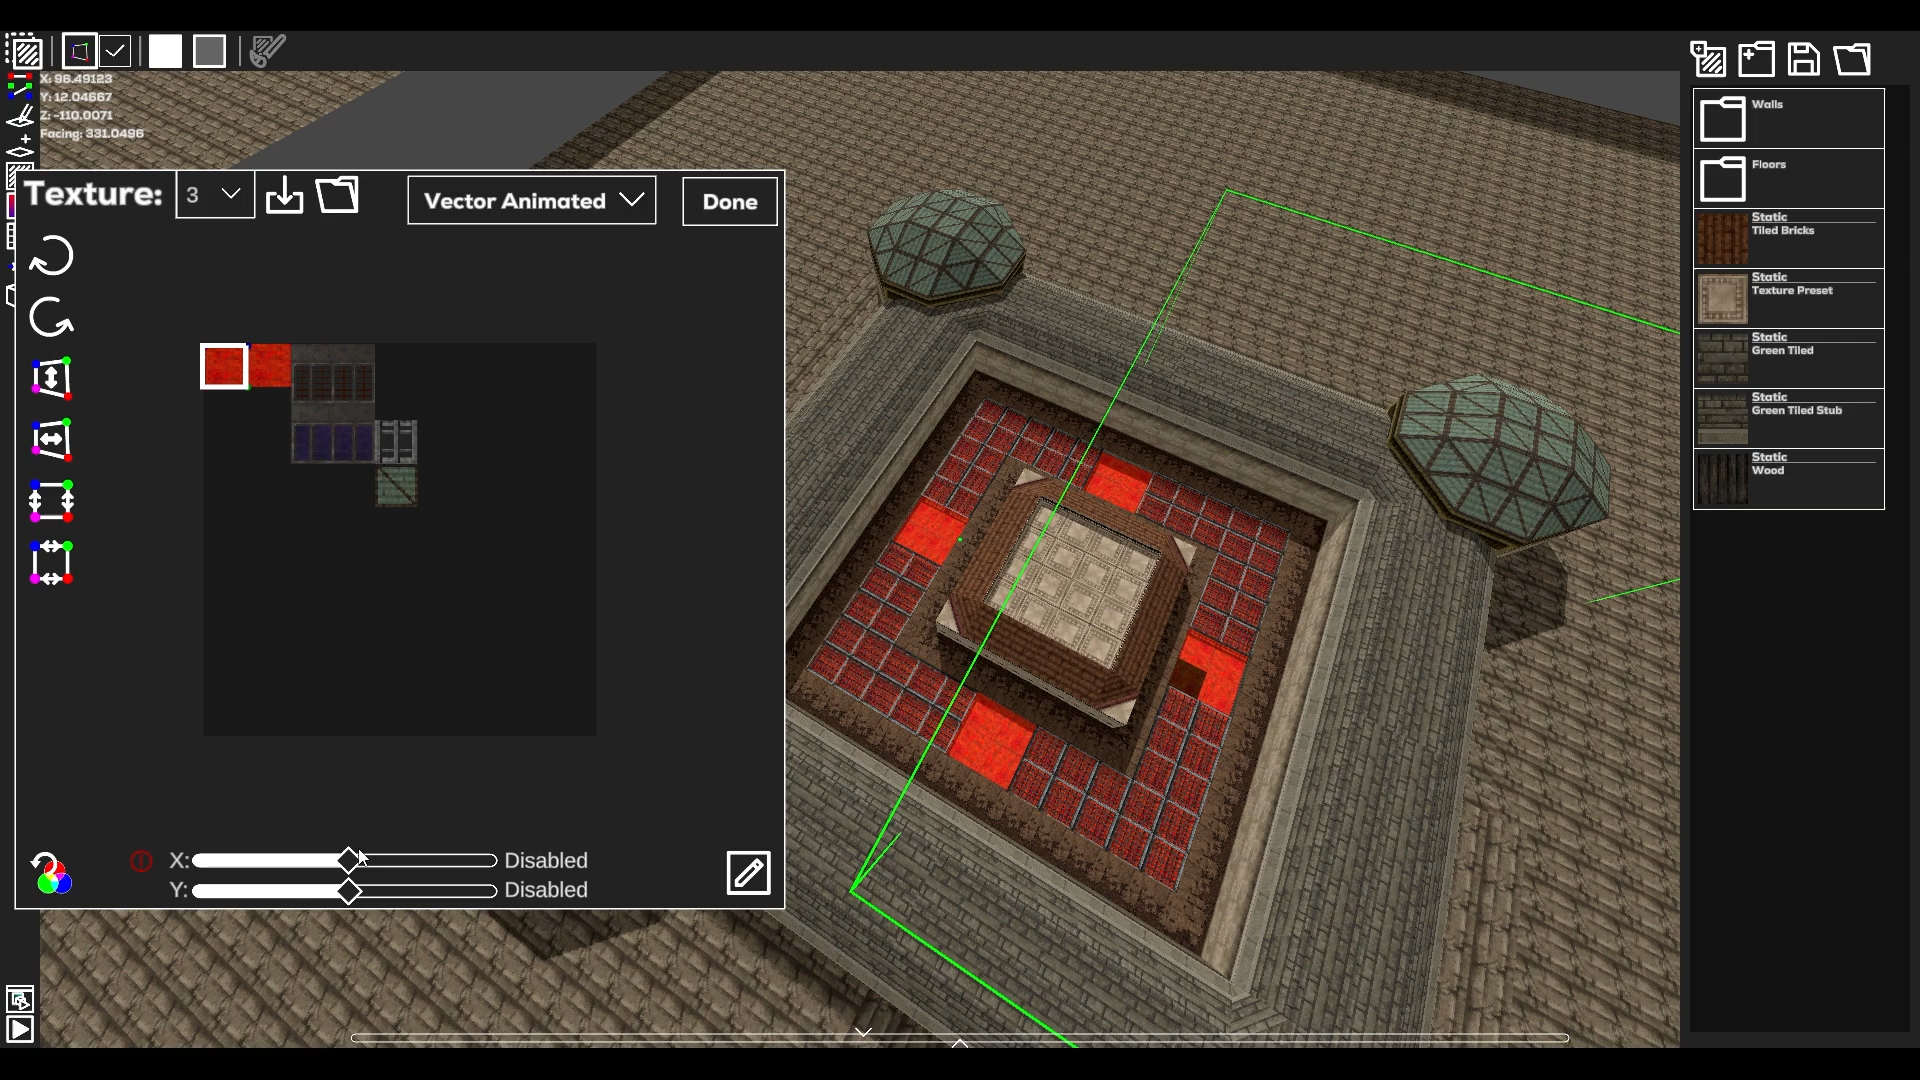 X: 96.49123
Y: 12.04667
Z: -110.0071
Facing: 331.0496
Texture:
3
Vector Animated
Done
X:
Disabled
Y:
Disabled
Walls
Floors
Static
Tiled Bricks
Static
Texture Preset
Static
Green Tiled
Static
Green Tiled Stub
Static
Wood